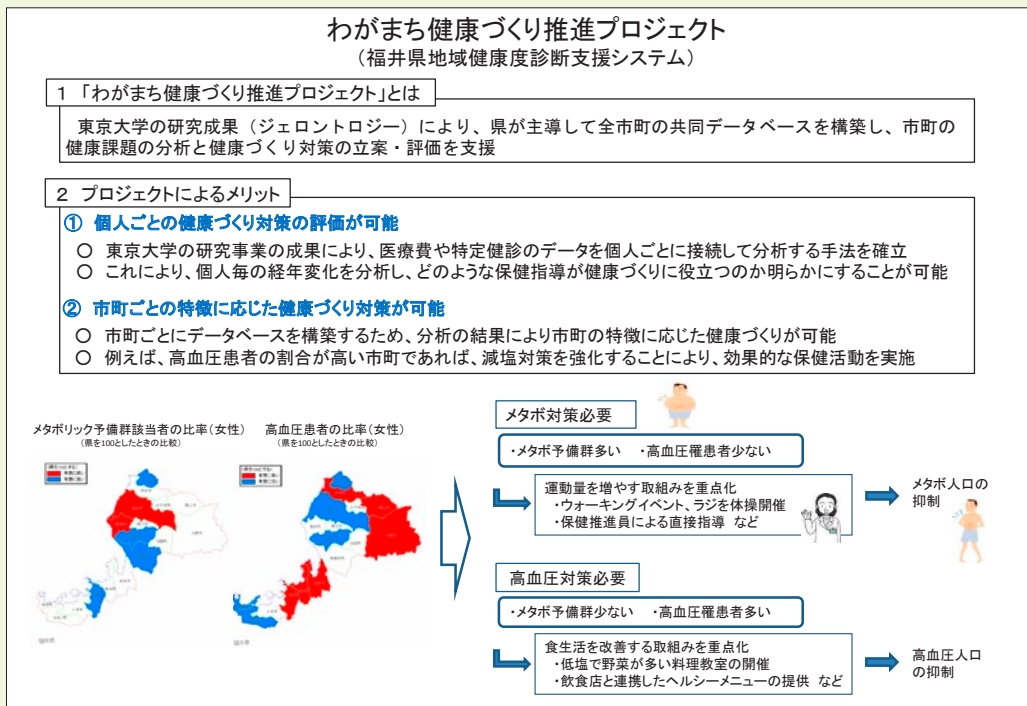 わがまち健康づくり推進プロジェクト
（福井県地域健康度診断支援システム）
1 「わがまち健康づくり推進プロジェクト」とは
東京大学の研究成果（ジェロントロジー）により、県が主導して全市町の共同データベースを構築し、市町の
健康課題の分析と健康づくり対策の立案・評価を支援
2 プロジェクトによるメリット
① 個人ごとの健康づくり対策の評価が可能
○ 東京大学の研究事業の成果により、医療費や特定健診のデータを個人ごとに接続して分析する手法を確立
○ これにより、個人毎の経年変化を分析し、どのような保健指導が健康づくりに役立つのか明らかにすることが可能
② 市町ごとの特徴に応じた健康づくり対策が可能
○ 市町ごとにデータベースを構築するため、分析の結果により市町の特徴に応じた健康づくりが可能
○ 例えば、高血圧患者の割合が高い市町であれば、減塩対策を強化することにより、効果的な保健活動を実施
メタボリック予備群該当者の比率（女性）
（県を100としたときの比較）
高血圧患者の比率（女性）
（県を100としたときの比較）
福井県
福井県
メタボ対策必要
・メタボ予備群多い ・高血圧罹患者少ない
運動量を増やす取組みを重点化
・ウォーキングイベント、ラジを体操開催
・保健推進員による直接指導 など
メタボ人口の
抑制
高血圧対策必要
・メタボ予備群少ない ・高血圧罹患者多い
食生活を改善する取組みを重点化
・低塩で野菜が多い料理教室の開催
・飲食店と連携したヘルシーメニューの提供 など
高血圧人口
の抑制